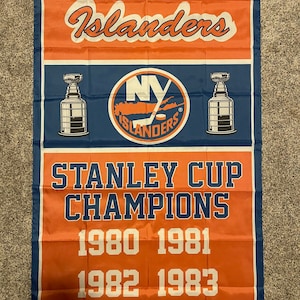 Islanders
NY
ISLANDERS
STANLEY CUP
CHAMPIONS
1980 1981
1982 1983